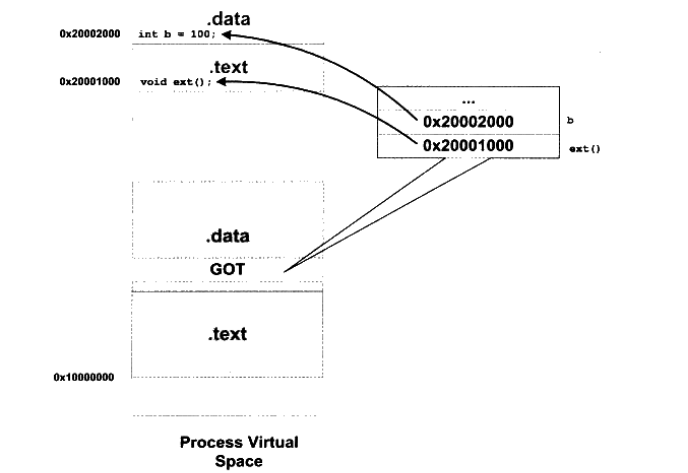 .data
0x20002000 int b = 100;
.text
0x20001000 void ext();
...
0x20002000 b
0x20001000 ext()
.data
GOT
.text
0x10000000
Process Virtual
Space